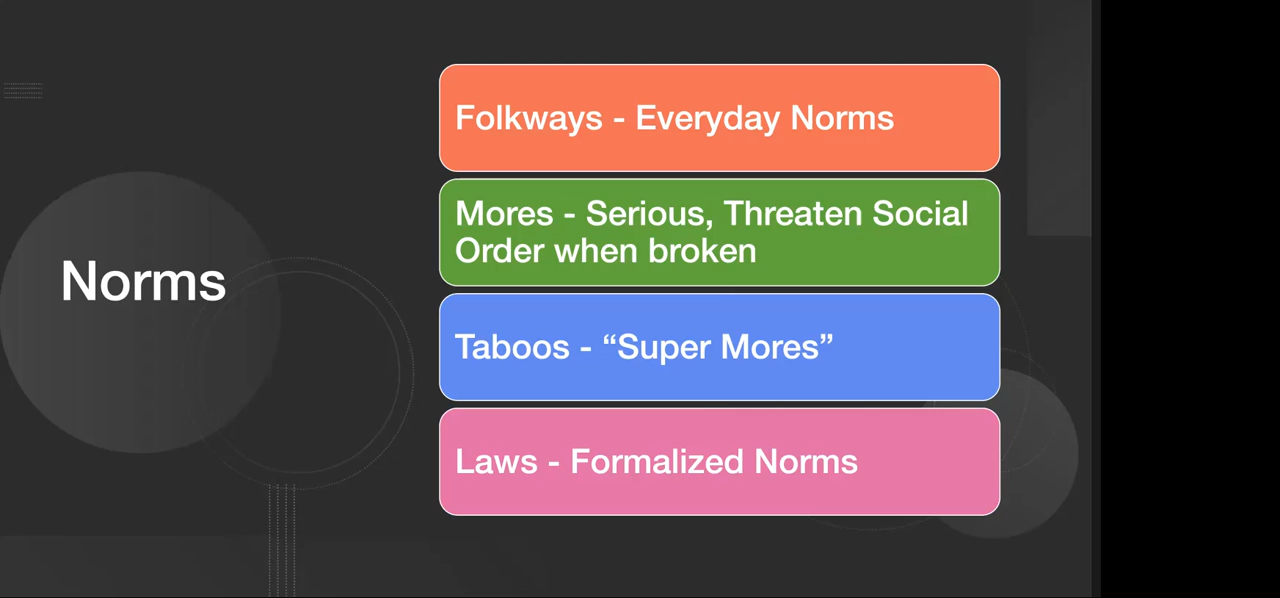 Norms
Folkways - Everyday Norms
Mores - Serious, Threaten Social
Order when broken
Taboos - “Super Mores”
Laws - Formalized Norms